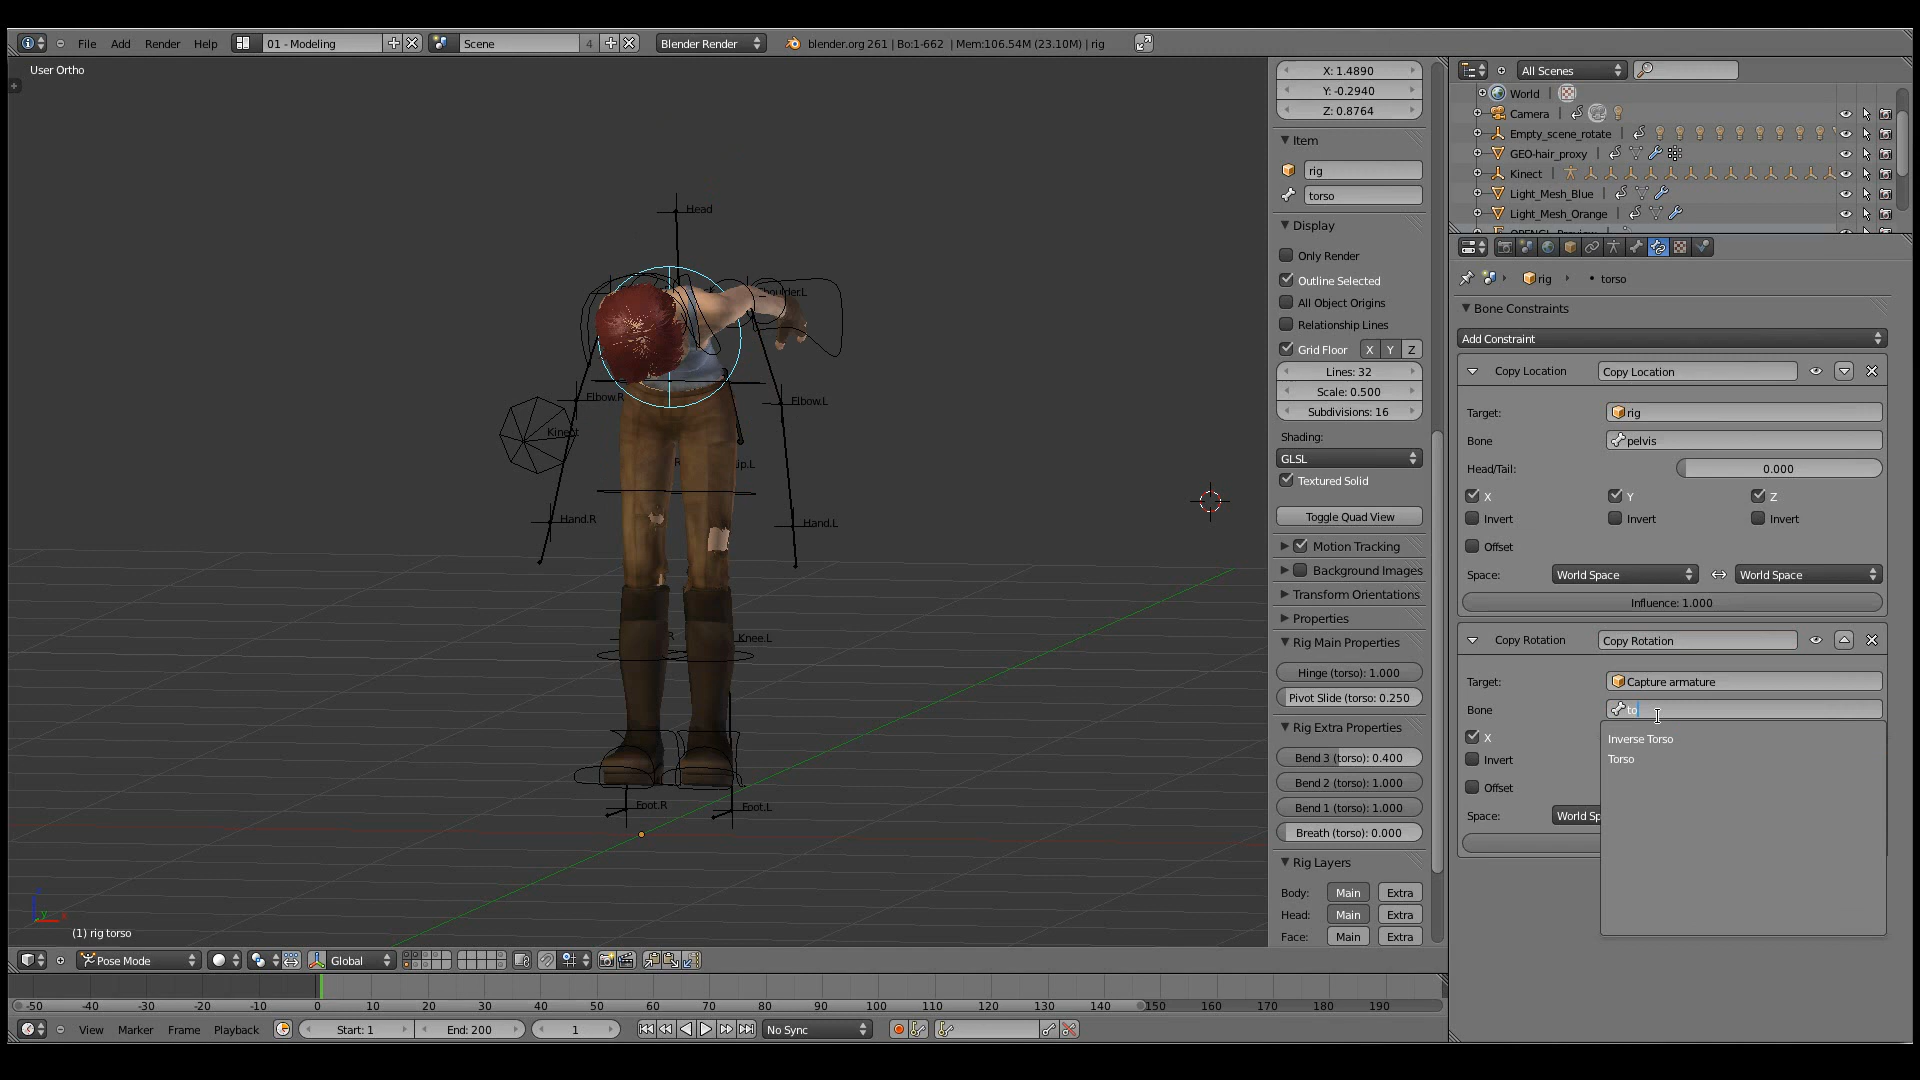 File Add Render Help 01 - Modeling Scene 4 Blender Render blender.org 261 | Bo:1-662 | Mem:106.54M (23.10M) | rig
User Ortho
Head
Shoulder.L
Elbow.R
Elbow.L
Kinect
Hand.R
Hand.L
R
Knee.L
Foot.R
Foot.L
(1) rig torso
X: 1.4890
Y: -0.2940
Z: 0.8764
Item
rig
torso
Display
Only Render
Outline Selected
All Object Origins
Relationship Lines
Grid Floor X Y Z
Lines: 32
Scale: 0.500
Subdivisions: 16
Shading:
GLSL
Textured Solid
Toggle Quad View
Motion Tracking
Background Images
Transform Orientations
Properties
Rig Main Properties
Hinge (torso): 1.000
Pivot Slide (torso: 0.250
Rig Extra Properties
Bend 3 (torso): 0.400
Bend 2 (torso): 1.000
Bend 1 (torso): 1.000
Breath (torso): 0.000
Rig Layers
Body: Main Extra
Head: Main Extra
Face: Main Extra
All Scenes
World |
Camera |
Empty_scene_rotate |
GEO-hair_proxy |
Kinect |
Light_Mesh_Blue |
Light_Mesh_Orange |
rig torso
Bone Constraints
Add Constraint
Copy Location Copy Location
Target: rig
Bone pelvis
Head/Tail: 0.000
X Y Z
Invert Invert Invert
Offset
Space: World Space World Space
Influence: 1.000
Copy Rotation Copy Rotation
Target: Capture armature
Bone to
X
Inverse Torso
Invert
Torso
Offset
Space: World Sp
Pose Mode Global
-50 -40 -30 -20 -10 0 10 20 30 40 50 60 70 80 90 100 110 120 130 140 150 160 170 180 190
View Marker Frame Playback Start: 1 End: 200 1 No Sync